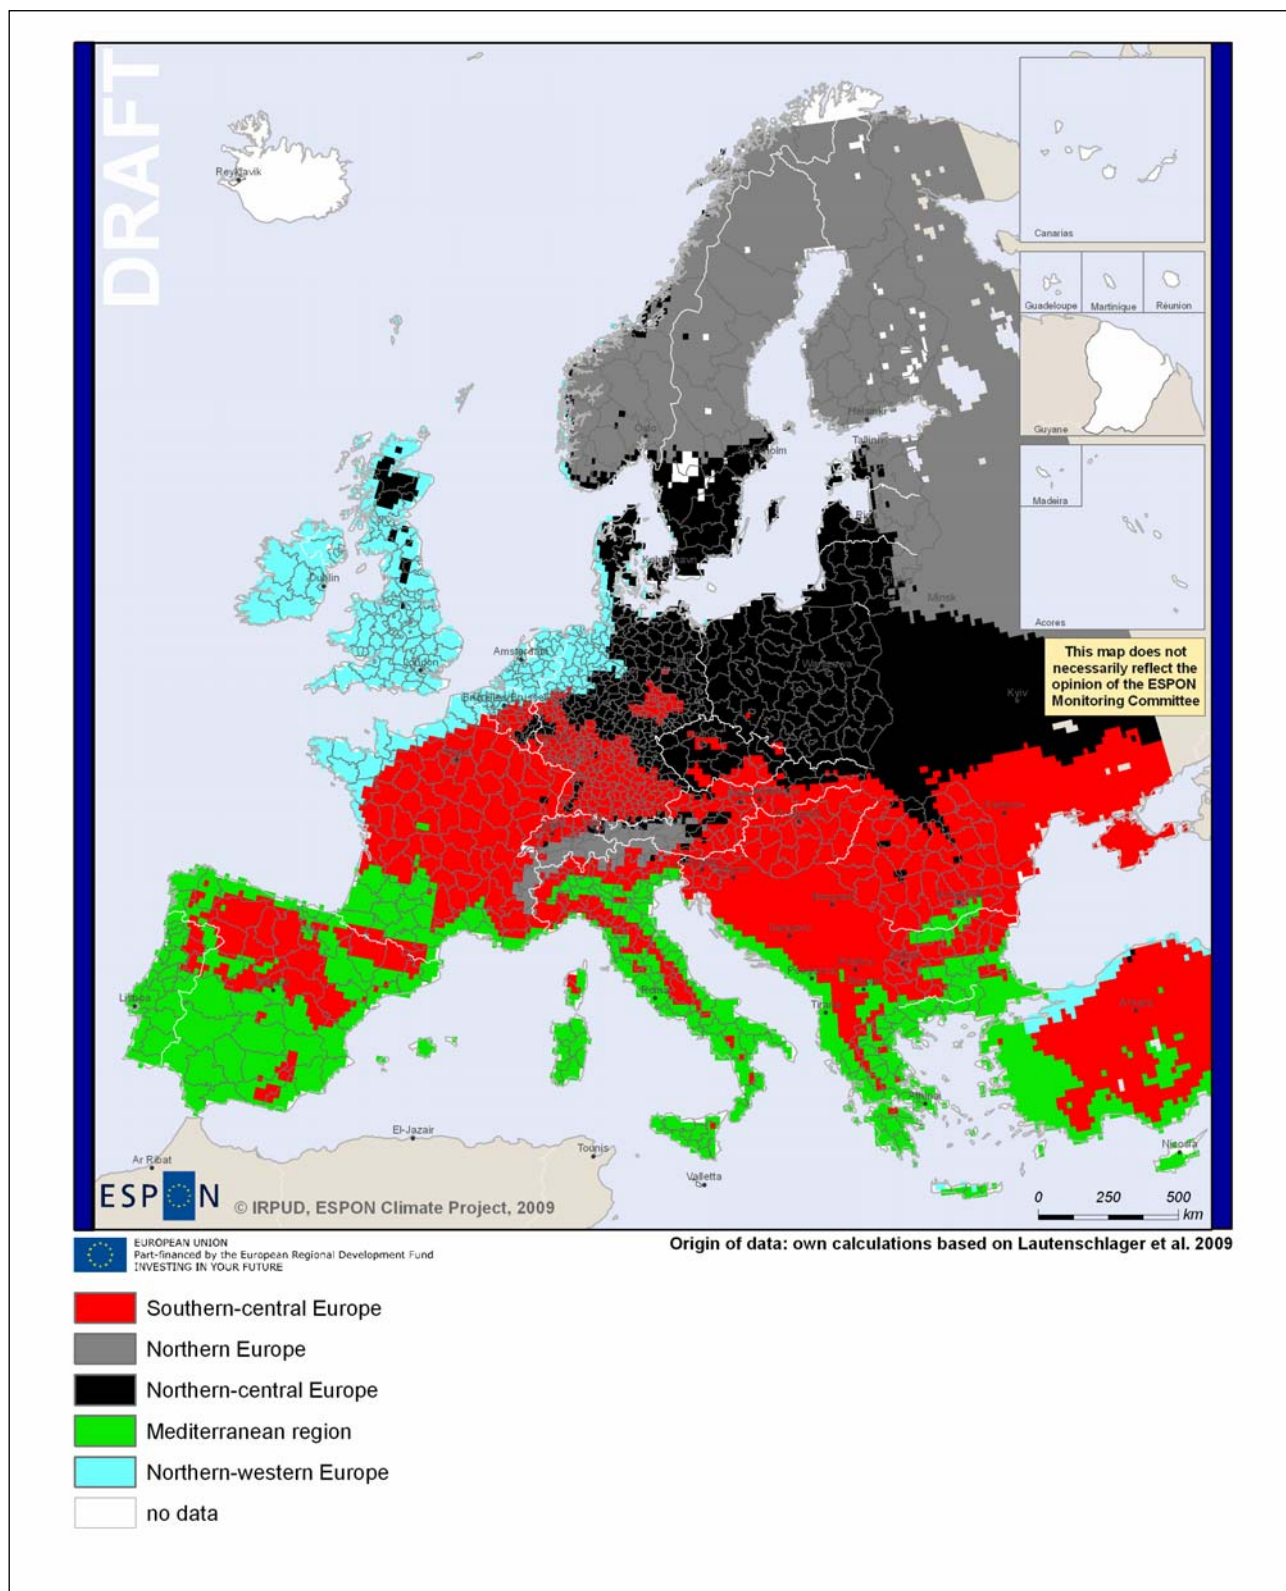 DRAFT
Reykjavik
Canarias
Guadeloupe
Martinique
Réunion
Guyane
Madeira
Acores
Helsinki
Oslo
Tallinn
Dublin
London
Amsterdam
Minsk
Kyiv
This map does not
necessarily reflect the
opinion of the ESPON
Monitoring Committee
Lisboa
Roma
Ankara
El-Jazair
Tounis
Ar Ribat
Valletta
Nicosia
0 250 500
km
ESPON
© IRPUD, ESPON Climate Project, 2009
EUROPEAN UNION
Part-financed by the European Regional Development Fund
INVESTING IN YOUR FUTURE
Origin of data: own calculations based on Lautenschlager et al. 2009
Southern-central Europe
Northern Europe
Northern-central Europe
Mediterranean region
Northern-western Europe
no data